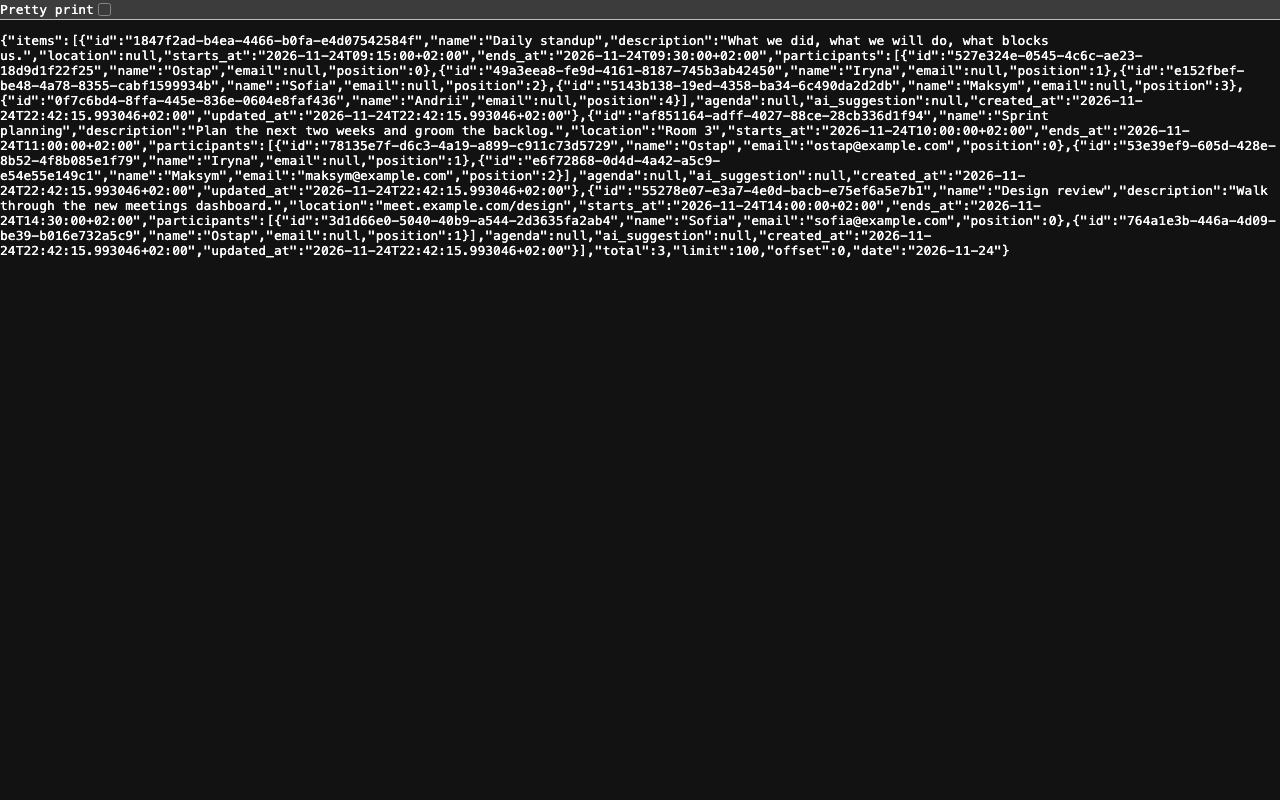 Pretty print
{"items":[{"id":"1847f2ad-b4ea-4466-b0fa-e4d07542584f","name":"Daily standup","description":"What we did, what we will do, what blocks
us.","location":null,"starts_at":"2026-11-24T09:15:00+02:00","ends_at":"2026-11-24T09:30:00+02:00","participants":[{"id":"527e324e-0545-4c6c-ae23-
18d9d1f22f25","name":"Ostap","email":null,"position":0},{"id":"49a3eea8-fe9d-4161-8187-745b3ab42450","name":"Iryna","email":null,"position":1},{"id":"e152fbef-
be48-4a78-8355-cabf1599934b","name":"Sofia","email":null,"position":2},{"id":"5143b138-19ed-4358-ba34-6c490da2d2db","name":"Maksym","email":null,"position":3},
{"id":"0f7c6bd4-8ffa-445e-836e-0604e8faf436","name":"Andrii","email":null,"position":4}],"agenda":null,"ai_suggestion":null,"created_at":"2026-11-
24T22:42:15.993046+02:00","updated_at":"2026-11-24T22:42:15.993046+02:00"},{"id":"af851164-adff-4027-88ce-28cb336d1f94","name":"Sprint
planning","description":"Plan the next two weeks and groom the backlog.","location":"Room 3","starts_at":"2026-11-24T10:00:00+02:00","ends_at":"2026-11-
24T11:00:00+02:00","participants":[{"id":"78135e7f-d6c3-4a19-a899-c911c73d5729","name":"Ostap","email":"ostap@example.com","position":0},{"id":"53e39ef9-605d-428e-
8b52-4f8b085e1f79","name":"Iryna","email":null,"position":1},{"id":"e6f72868-0d4d-4a42-a5c9-
e54e55e149c1","name":"Maksym","email":"maksym@example.com","position":2}],"agenda":null,"ai_suggestion":null,"created_at":"2026-11-
24T22:42:15.993046+02:00","updated_at":"2026-11-24T22:42:15.993046+02:00"},{"id":"55278e07-e3a7-4e0d-bacb-e75ef6a5e7b1","name":"Design review","description":"Walk
through the new meetings dashboard.","location":"meet.example.com/design","starts_at":"2026-11-24T14:00:00+02:00","ends_at":"2026-11-
24T14:30:00+02:00","participants":[{"id":"3d1d66e0-5040-40b9-a544-2d3635fa2ab4","name":"Sofia","email":"sofia@example.com","position":0},{"id":"764a1e3b-446a-4d09-
be39-b016e732a5c9","name":"Ostap","email":null,"position":1}],"agenda":null,"ai_suggestion":null,"created_at":"2026-11-
24T22:42:15.993046+02:00","updated_at":"2026-11-24T22:42:15.993046+02:00"}],"total":3,"limit":100,"offset":0,"date":"2026-11-24"}